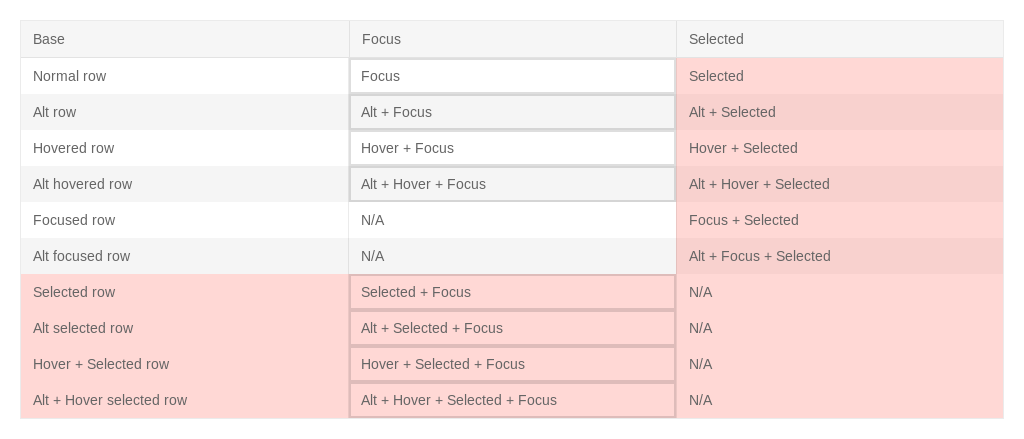 Base Focus Selected
Normal row Focus Selected
Alt row Alt + Focus Alt + Selected
Hovered row Hover + Focus Hover + Selected
Alt hovered row Alt + Hover + Focus Alt + Hover + Selected
Focused row N/A Focus + Selected
Alt focused row N/A Alt + Focus + Selected
Selected row Selected + Focus N/A
Alt selected row Alt + Selected + Focus N/A
Hover + Selected row Hover + Selected + Focus N/A
Alt + Hover selected row Alt + Hover + Selected + Focus N/A